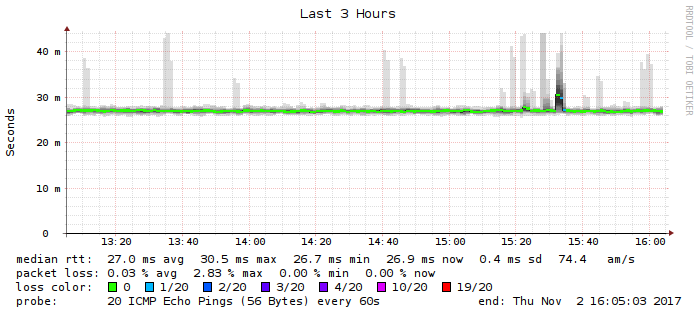 Last 3 Hours
RRDTOOL / TOBI OETIKER
Seconds
40 m
30 m
20 m
10 m
0
13:20 13:40 14:00 14:20 14:40 15:00 15:20 15:40 16:00
median rtt: 27.0 ms avg 30.5 ms max 26.7 ms min 26.9 ms now 0.4 ms sd 74.4 am/s
packet loss: 0.03 % avg 2.83 % max 0.00 % min 0.00 % now
loss color: 0 1/20 2/20 3/20 4/20 10/20 19/20
probe: 20 ICMP Echo Pings (56 Bytes) every 60s end: Thu Nov 2 16:05:03 2017